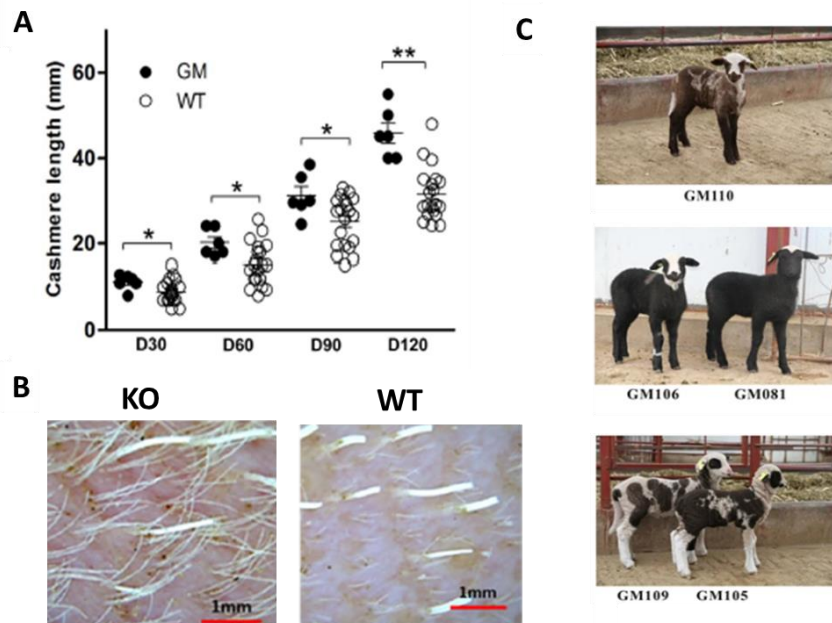 A
Cashmere length (mm)
60
40
20
0
GM
WT
*
*
*
**
D30 D60 D90 D120
B
KO WT
1mm
1mm
C
GM110
GM106 GM081
GM109 GM105